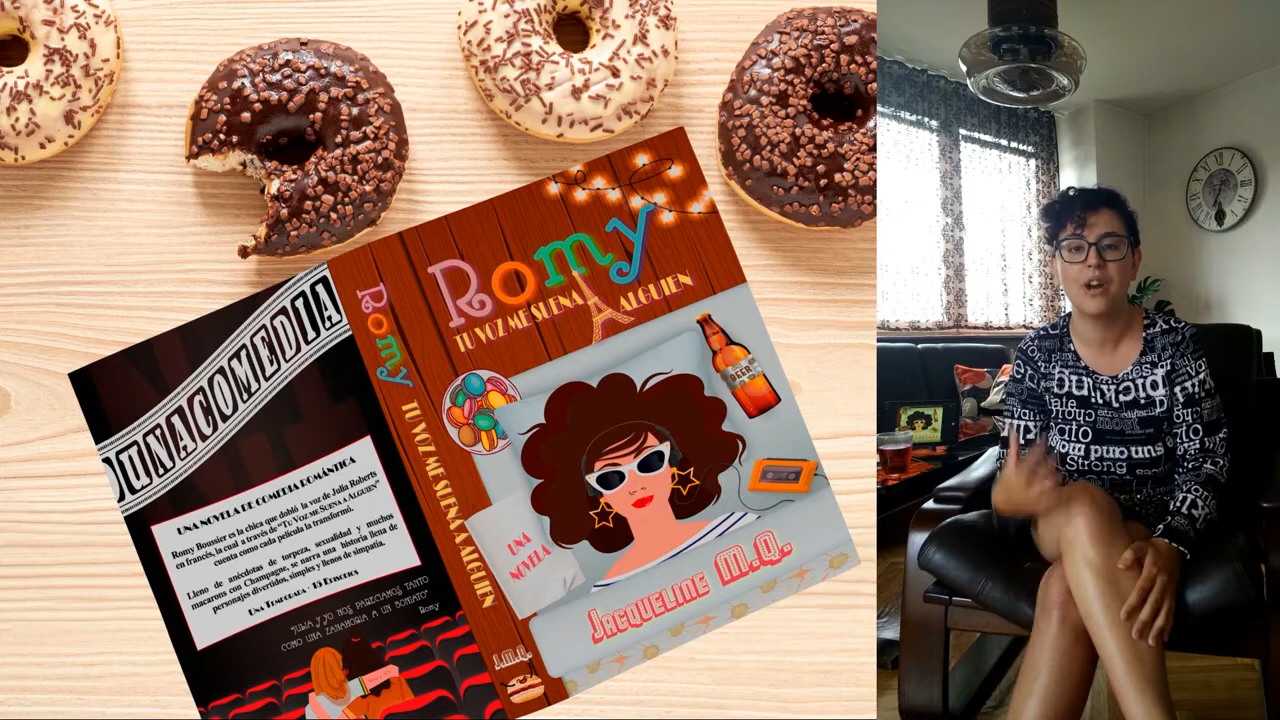 DUNACOMEDIA
UNA NOVELA DE COMEDIA ROMÁNTICA
Romy Boussier es la chica que dobló la voz de Julia Roberts
en francés, la cual a través de "TU VOZ ME SUENA A ALGUIEN"
cuenta como cada película la transformó.
Lleno de anécdotas de torpeza, sexualidad y muchos
macarons con Champagne, se narra una historia llena de
personajes divertidos, simples y llenos de simpatía.
UNA TEMPORADA - 15 EPISODIOS
"JULIA Y YO NOS PARECÍAMOS TANTO
COMO UNA ZANAHORIA A UN BONIATO"
Romy
Romy
TU VOZ ME SUENA A ALGUIEN
J.M.Q.
Romy
TU VOZ ME SUENA A ALGUIEN
BEER
UNA
NOVELA
JACQUELINE M.Q.
Strong